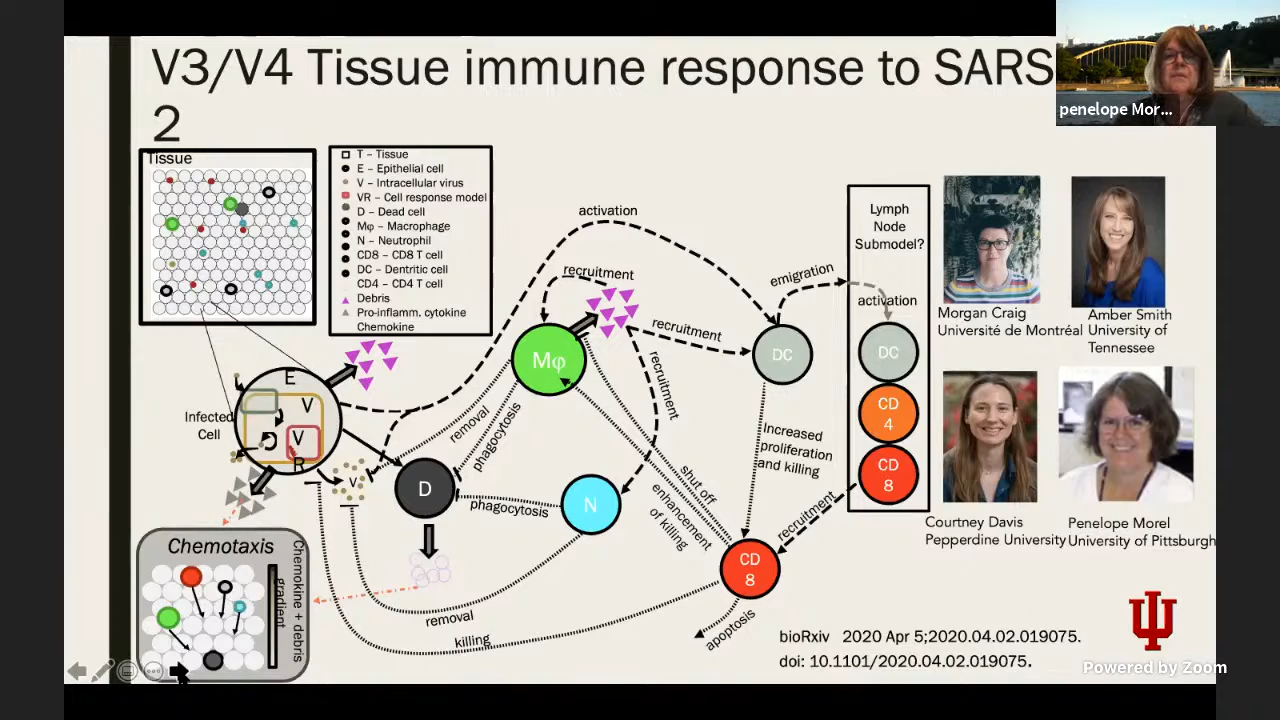 V3/V4 Tissue immune response to SARS
2
penelope Mor...
Tissue
T – Tissue
E – Epithelial cell
V – Intracellular virus
VR – Cell response model
D – Dead cell
Mφ – Macrophage
N – Neutrophil
CD8 – CD8 T cell
DC – Dentritic cell
CD4 – CD4 T cell
Debris
Pro-inflamm. cytokine
Chemokine
activation
recruitment
recruitment
recruitment
emigration
Lymph
Node
Submodel?
activation
DC
CD
4
CD
8
Mφ
DC
E
V
V
R
Infected
Cell
v
removal
phagocytosis
D
phagocytosis
N
shut off
enhancement
of killing
Increased
proliferation
and killing
recruitment
CD
8
apoptosis
removal
killing
Chemotaxis
Chemokine + debris
gradient
Morgan Craig
Université de Montréal
Amber Smith
University of
Tennessee
Courtney Davis
Pepperdine University
Penelope Morel
University of Pittsburgh
bioRxiv 2020 Apr 5;2020.04.02.019075.
doi: 10.1101/2020.04.02.019075.
Powered by Zoom